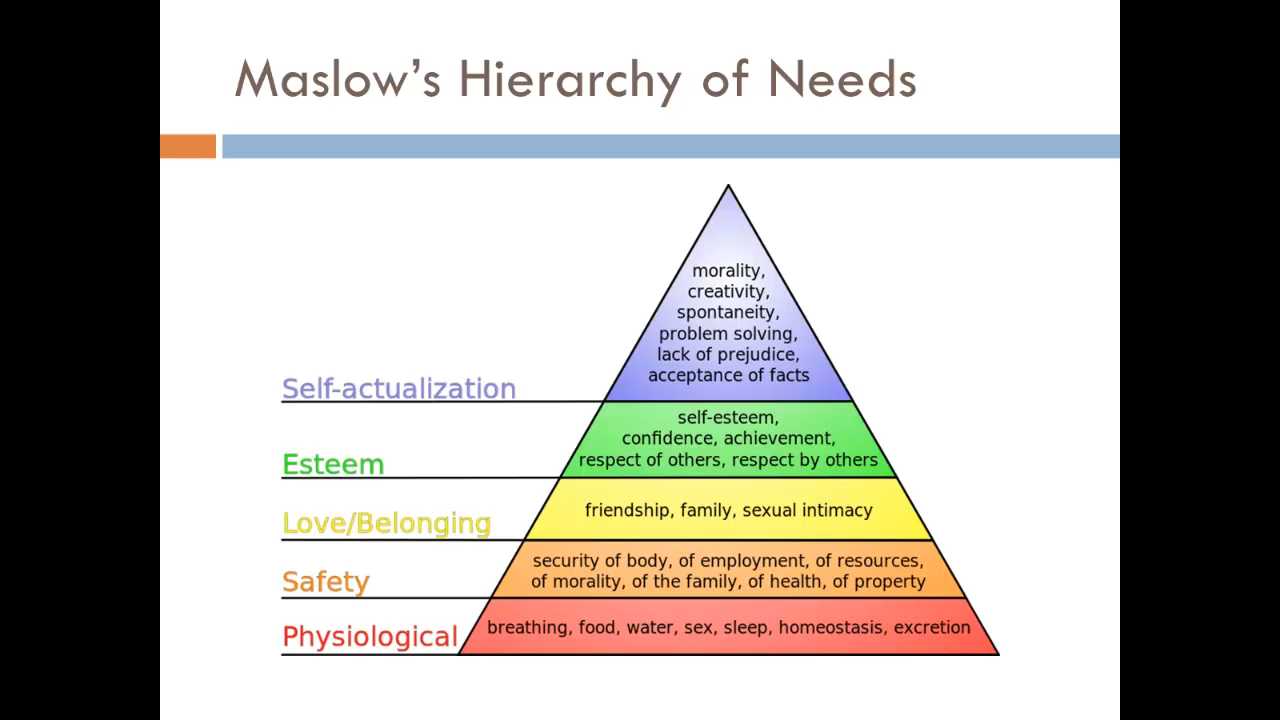 Maslow's Hierarchy of Needs
morality,
creativity,
spontaneity,
problem solving,
lack of prejudice,
acceptance of facts
Self-actualization
self-esteem,
confidence, achievement,
respect of others, respect by others
Esteem
friendship, family, sexual intimacy
Love/Belonging
security of body, of employment, of resources,
of morality, of the family, of health, of property
Safety
breathing, food, water, sex, sleep, homeostasis, excretion
Physiological